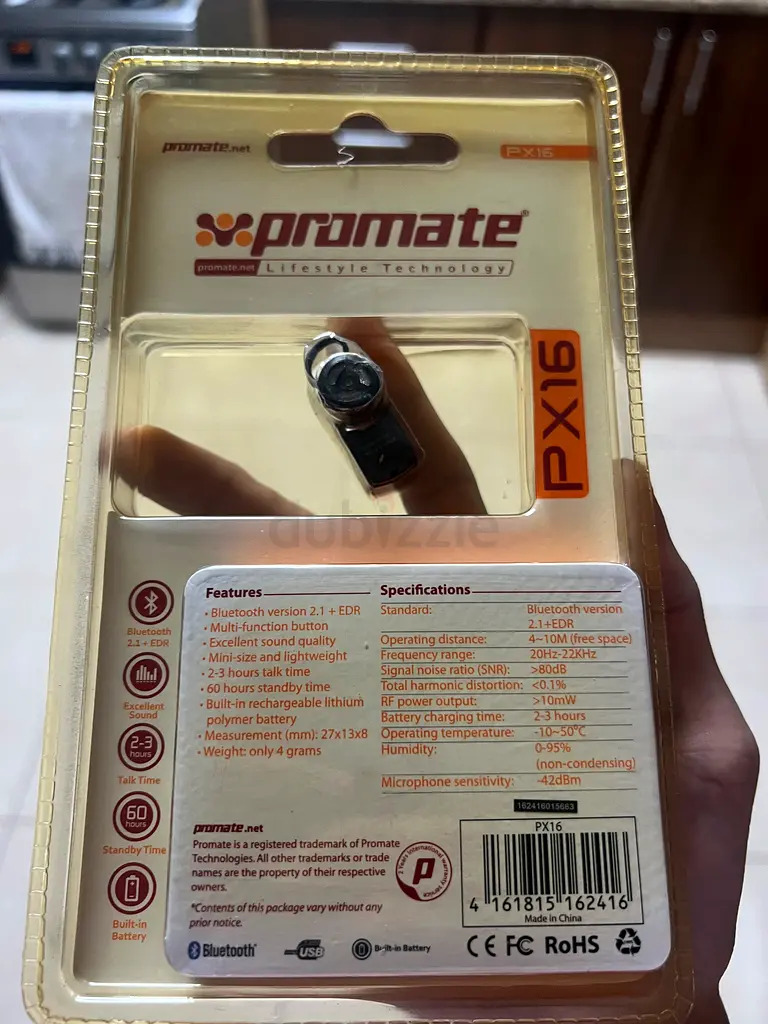 promate.net
PX16
promate®
promate.net Lifestyle Technology
PX16
dubizzle
Bluetooth
2.1 + EDR
Excellent
Sound
2-3
hours
Talk Time
60
hours
Standby Time
Built-in
Battery
Features
• Bluetooth version 2.1 + EDR
• Multi-function button
• Excellent sound quality
• Mini-size and lightweight
• 2-3 hours talk time
• 60 hours standby time
• Built-in rechargeable lithium
polymer battery
• Measurement (mm): 27x13x8
• Weight: only 4 grams
Specifications
Standard: Bluetooth version
2.1+EDR
Operating distance: 4~10M (free space)
Frequency range: 20Hz-22KHz
Signal noise ratio (SNR): >80dB
Total harmonic distortion: <0.1%
RF power output: >10mW
Battery charging time: 2-3 hours
Operating temperature: -10~50°C
Humidity: 0-95%
(non-condensing)
Microphone sensitivity: -42dBm
162416015663
promate.net
Promate is a registered trademark of Promate
Technologies. All other trademarks or trade
names are the property of their respective
owners.
*Contents of this package vary without any
prior notice.
2 Years international warranty service
P
PX16
4 161815 162416
Made in China
Bluetooth®
USB
Built-in Battery
CE FC RoHS